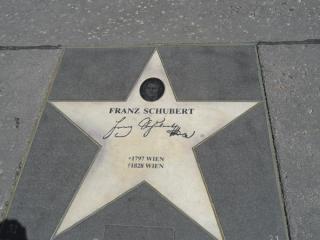 FRANZ SCHUBERT
*1797 WIEN
†1828 WIEN